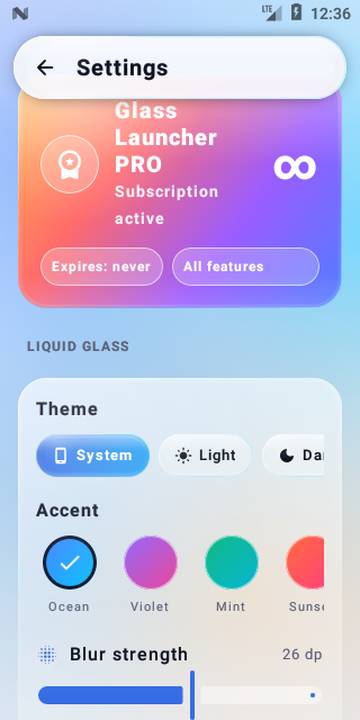 LTE 12:36
Settings
Glass
Launcher
PRO
Subscription
active
∞
Expires: never All features
LIQUID GLASS
Theme
System Light
Accent
Ocean Violet Mint
Blur strength 26 dp